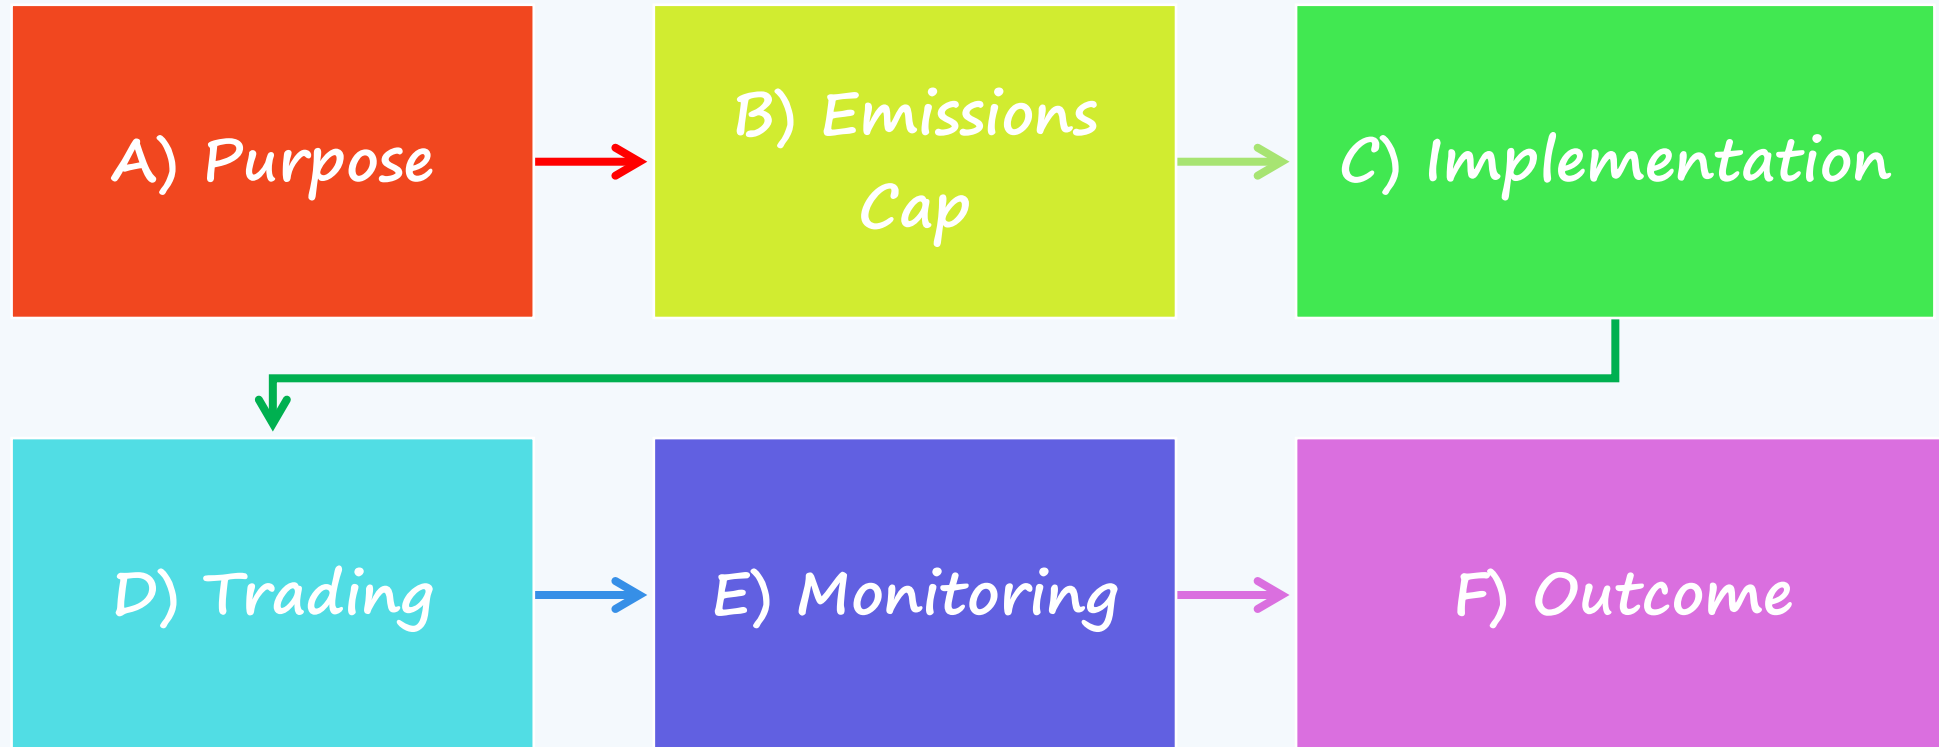 A) Purpose
B) Emissions
Cap
C) Implementation
D) Trading
E) Monitoring
F) Outcome